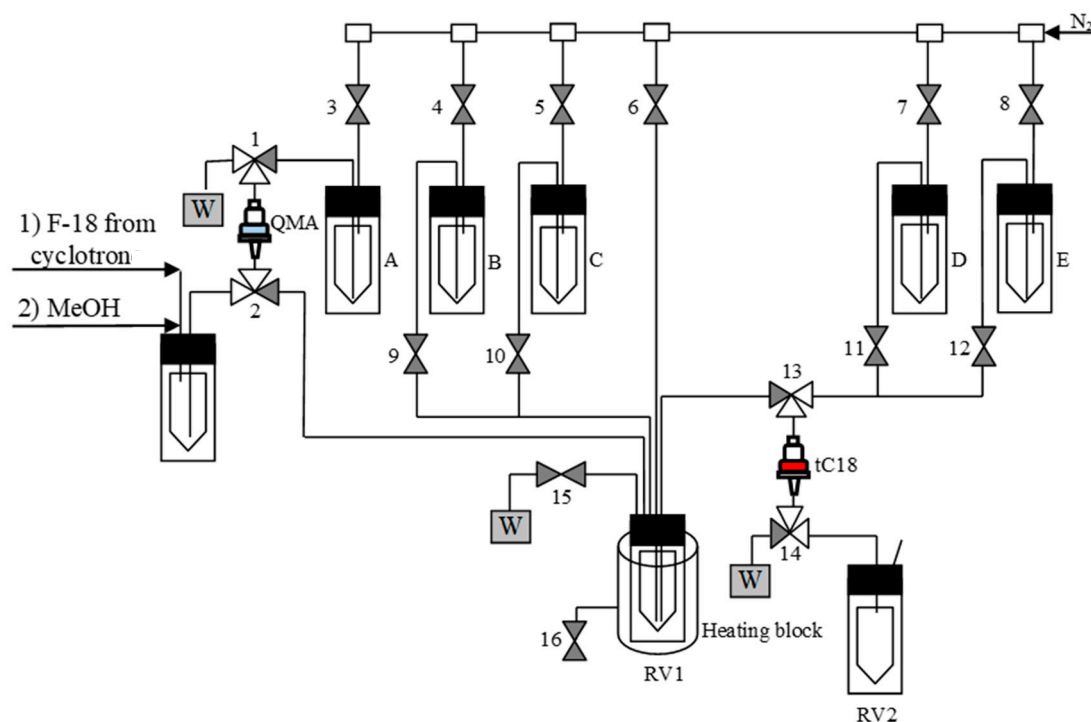 N₂
3
4
5
6
7
8
1
W
QMA
1) F-18 from
cyclotron
A
B
C
D
E
2) MeOH
2
9
10
11
12
13
tC18
15
W
14
W
16
Heating block
RV1
RV2